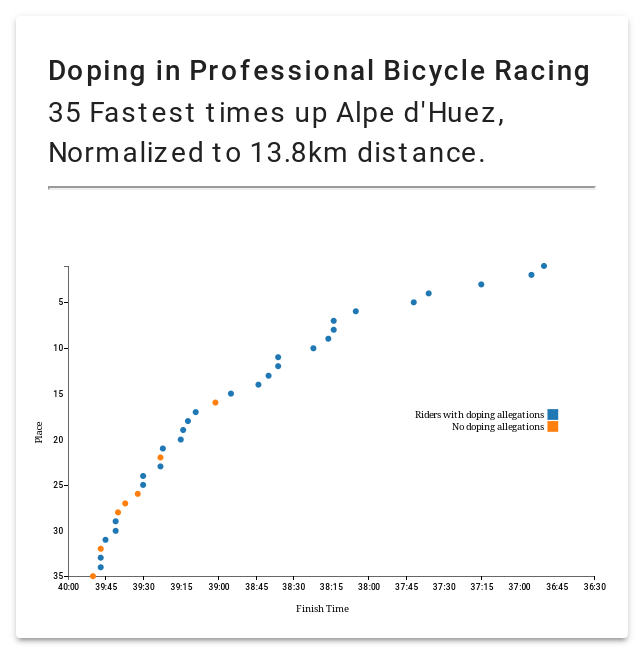 Doping in Professional Bicycle Racing
35 Fastest times up Alpe d'Huez,
Normalized to 13.8km distance.
5
10
15
Riders with doping allegations
No doping allegations
Place
20
25
30
35
40:00 39:45 39:30 39:15 39:00 38:45 38:30 38:15 38:00 37:45 37:30 37:15 37:00 36:45 36:30
Finish Time